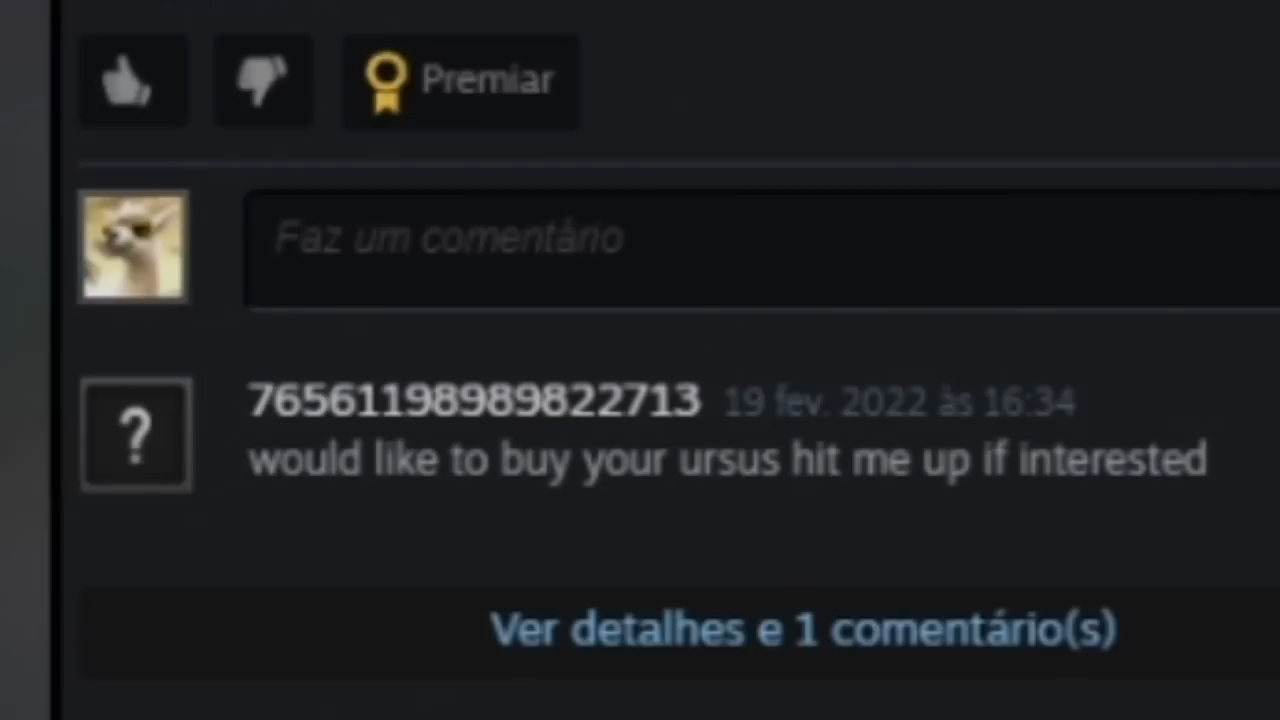 Premiar
Faz um comentário
76561198989822713 19 fev. 2022 às 16:34
would like to buy your ursus hit me up if interested
Ver detalhes e 1 comentário(s)